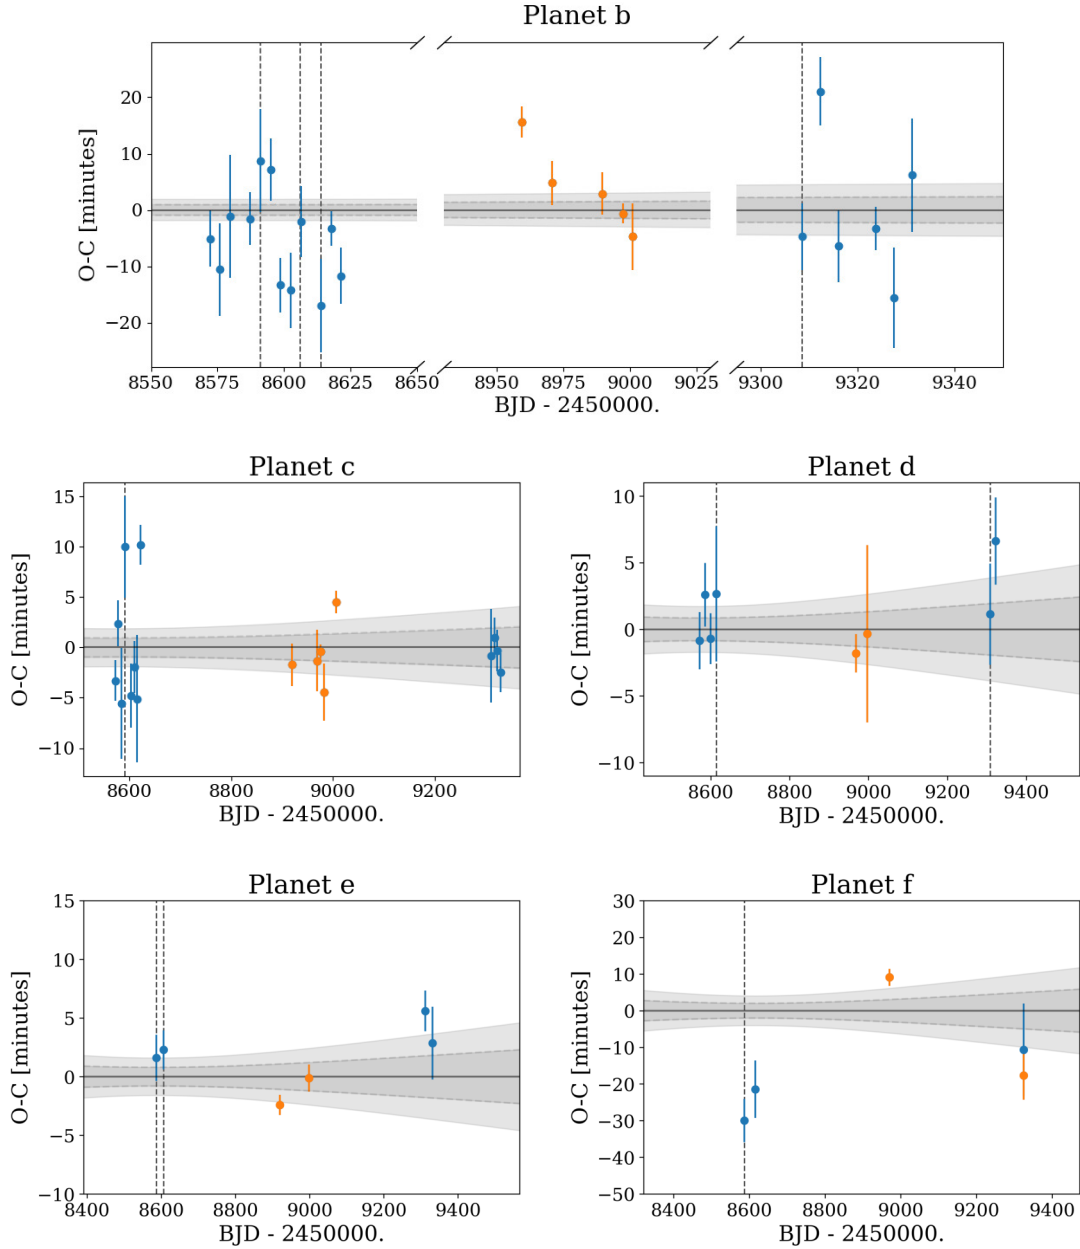 Planet b
O-C [minutes]
20
10
0
−10
−20
8550 8575 8600 8625 8650 8950 8975 9000 9025 9300 9320 9340
BJD - 2450000.
Planet c
O-C [minutes]
15
10
5
0
−5
−10
8600 8800 9000 9200
BJD - 2450000.
Planet d
O-C [minutes]
10
5
0
−5
−10
8600 8800 9000 9200 9400
BJD - 2450000.
Planet e
O-C [minutes]
15
10
5
0
−5
−10
8400 8600 8800 9000 9200 9400
BJD - 2450000.
Planet f
O-C [minutes]
30
20
10
0
−10
−20
−30
−40
−50
8400 8600 8800 9000 9200 9400
BJD - 2450000.